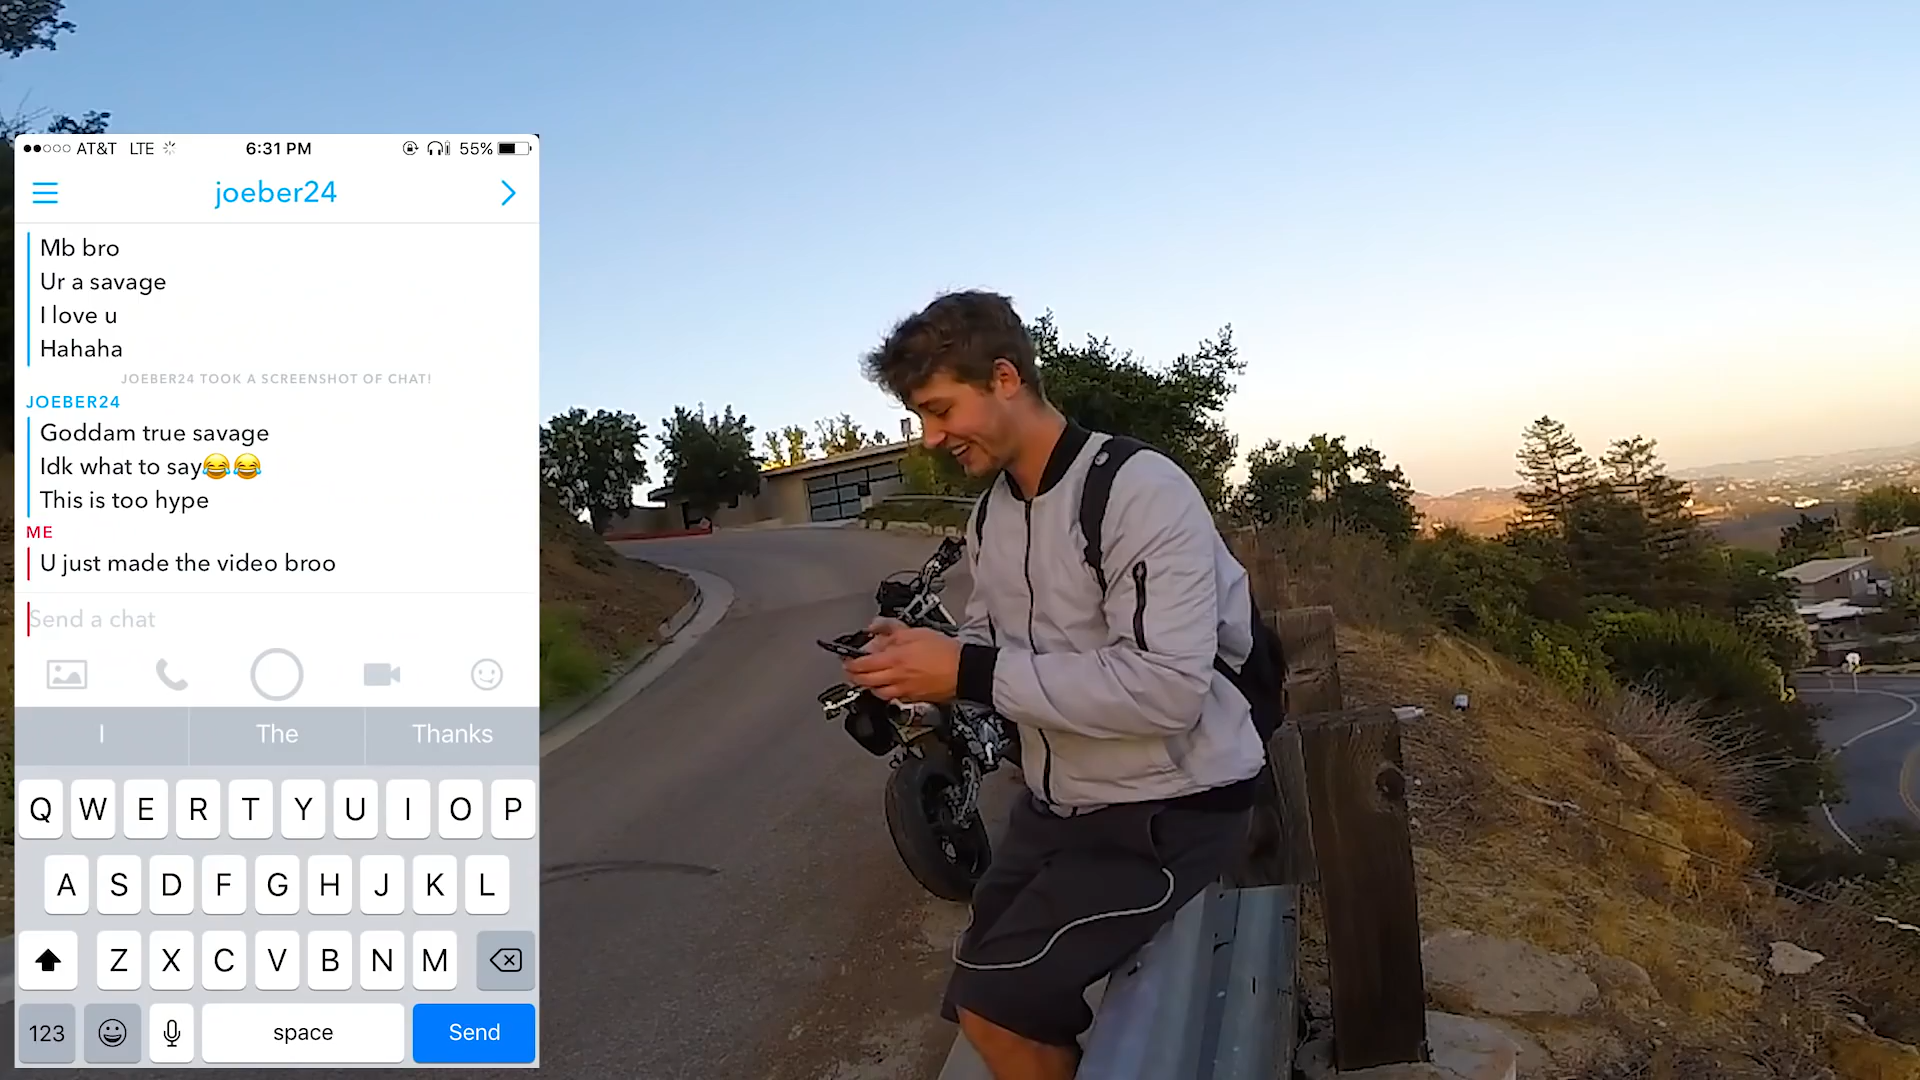 AT&T LTE 6:31 PM 55%
joeber24
Mb bro
Ur a savage
I love u
Hahaha
JOEBER24 TOOK A SCREENSHOT OF CHAT!
JOEBER24
Goddam true savage
Idk what to say😂😂
This is too hype
ME
U just made the video broo
Send a chat
I The Thanks
Q W E R T Y U I O P
A S D F G H J K L
Z X C V B N M
123 space Send